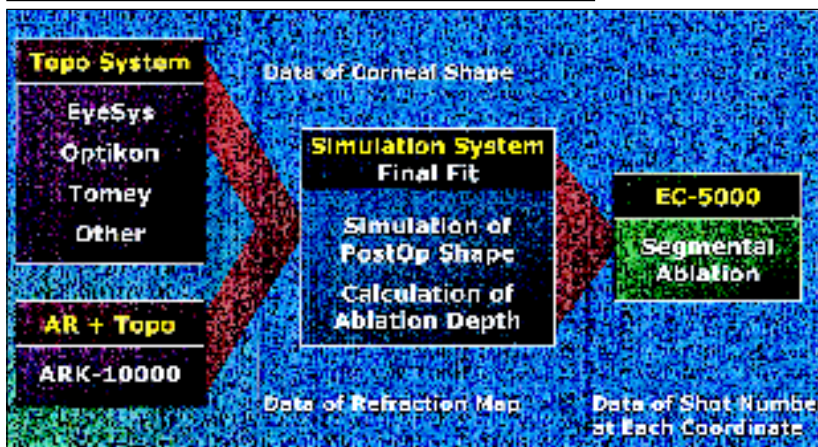 Topo System
EyeSys
Optikon
Tomey
Other
AR + Topo
ARK-10000
Data of Corneal Shape
Simulation System
Final Fit
Simulation of
PostOp Shape
Calculation of
Ablation Depth
Data of Refraction Map
EC-5000
Segmental
Ablation
Data of Shot Numbe
at Each Coordinate